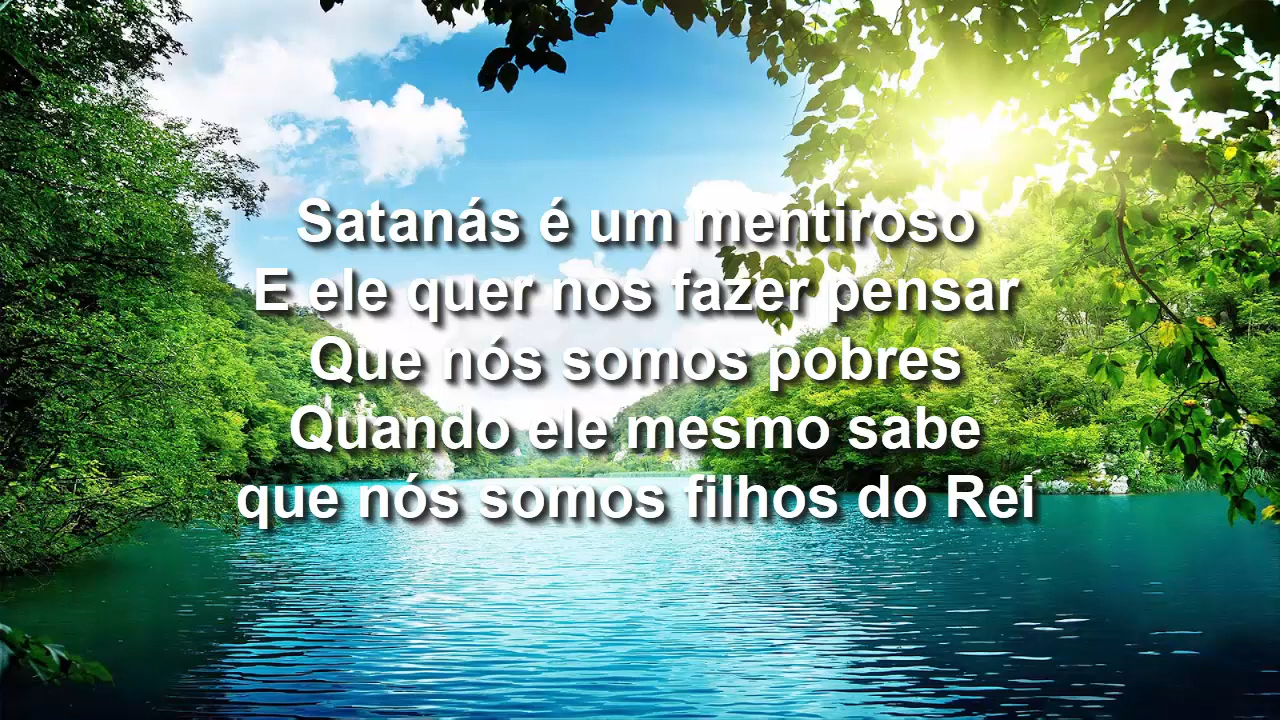 Satanás é um mentiroso
E ele quer nos fazer pensar
Que nós somos pobres
Quando ele mesmo sabe
que nós somos filhos do Rei